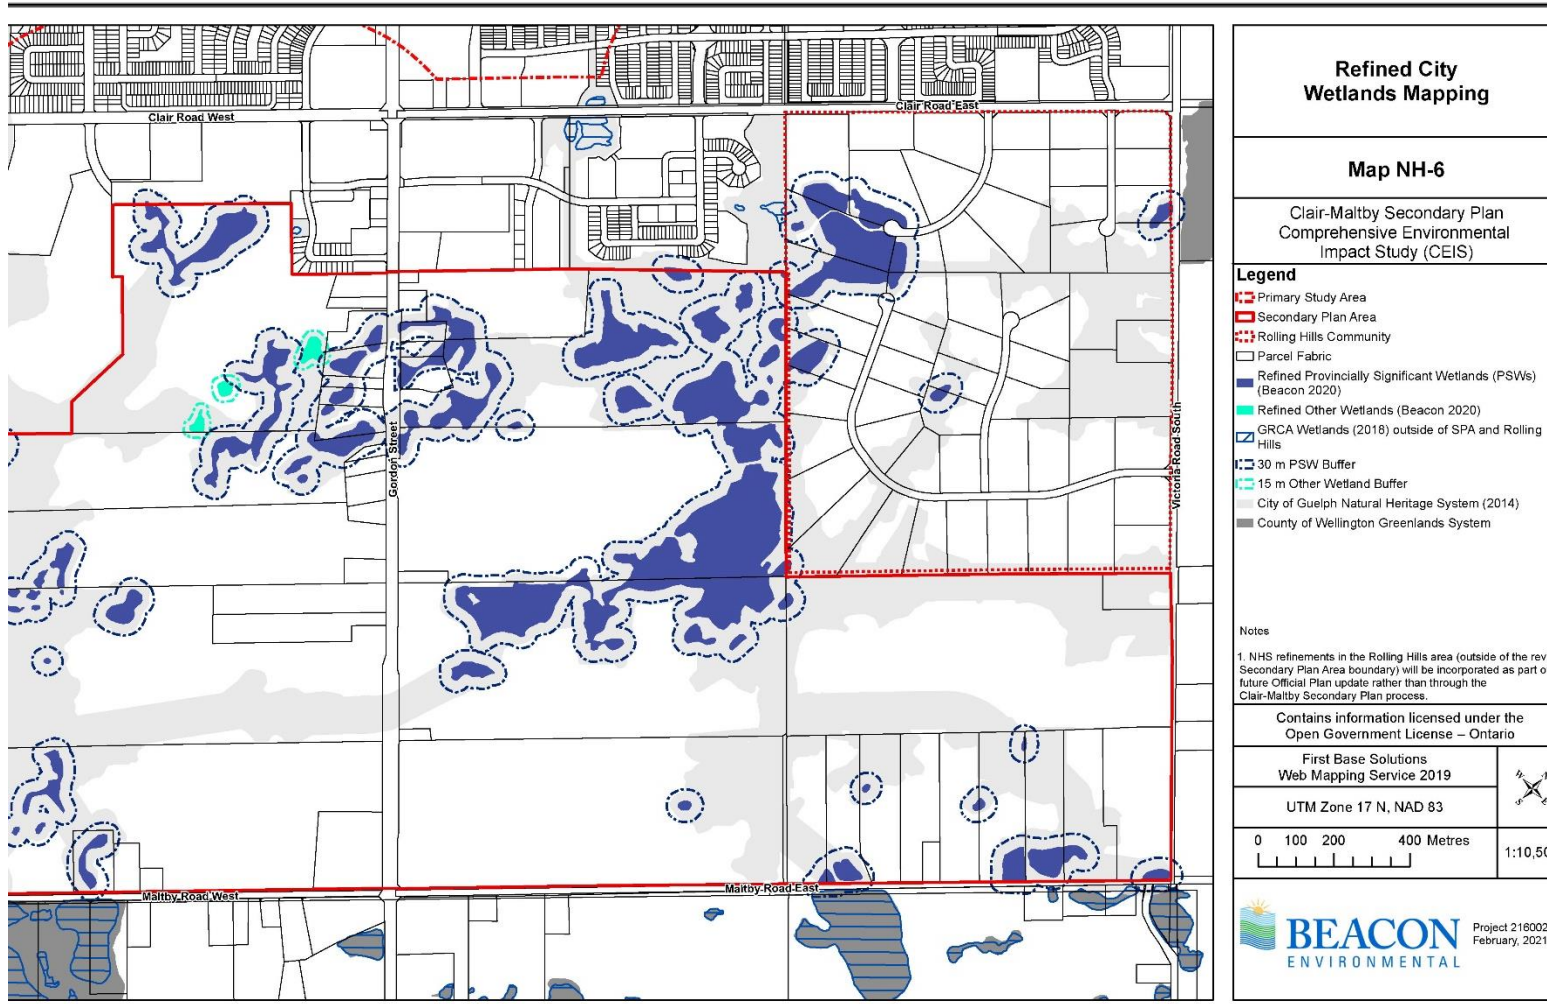 Clair Road West
Clair Road East
Gordon Street
Victoria Road South
Maltby Road West
Maltby Road East
Refined City
Wetlands Mapping
Map NH-6
Clair-Maltby Secondary Plan
Comprehensive Environmental
Impact Study (CEIS)
Legend
Primary Study Area
Secondary Plan Area
Rolling Hills Community
Parcel Fabric
Refined Provincially Significant Wetlands (PSWs)
(Beacon 2020)
Refined Other Wetlands (Beacon 2020)
GRCA Wetlands (2018) outside of SPA and Rolling
Hills
30 m PSW Buffer
15 m Other Wetland Buffer
City of Guelph Natural Heritage System (2014)
County of Wellington Greenlands System
Notes
1. NHS refinements in the Rolling Hills area (outside of the rev
Secondary Plan Area boundary) will be incorporated as part o
future Official Plan update rather than through the
Clair-Maltby Secondary Plan process.
Contains information licensed under the
Open Government License – Ontario
First Base Solutions
Web Mapping Service 2019
UTM Zone 17 N, NAD 83
W N
S E
0 100 200 400 Metres
1:10,50
BEACON
ENVIRONMENTAL
Project 216002
February, 2021